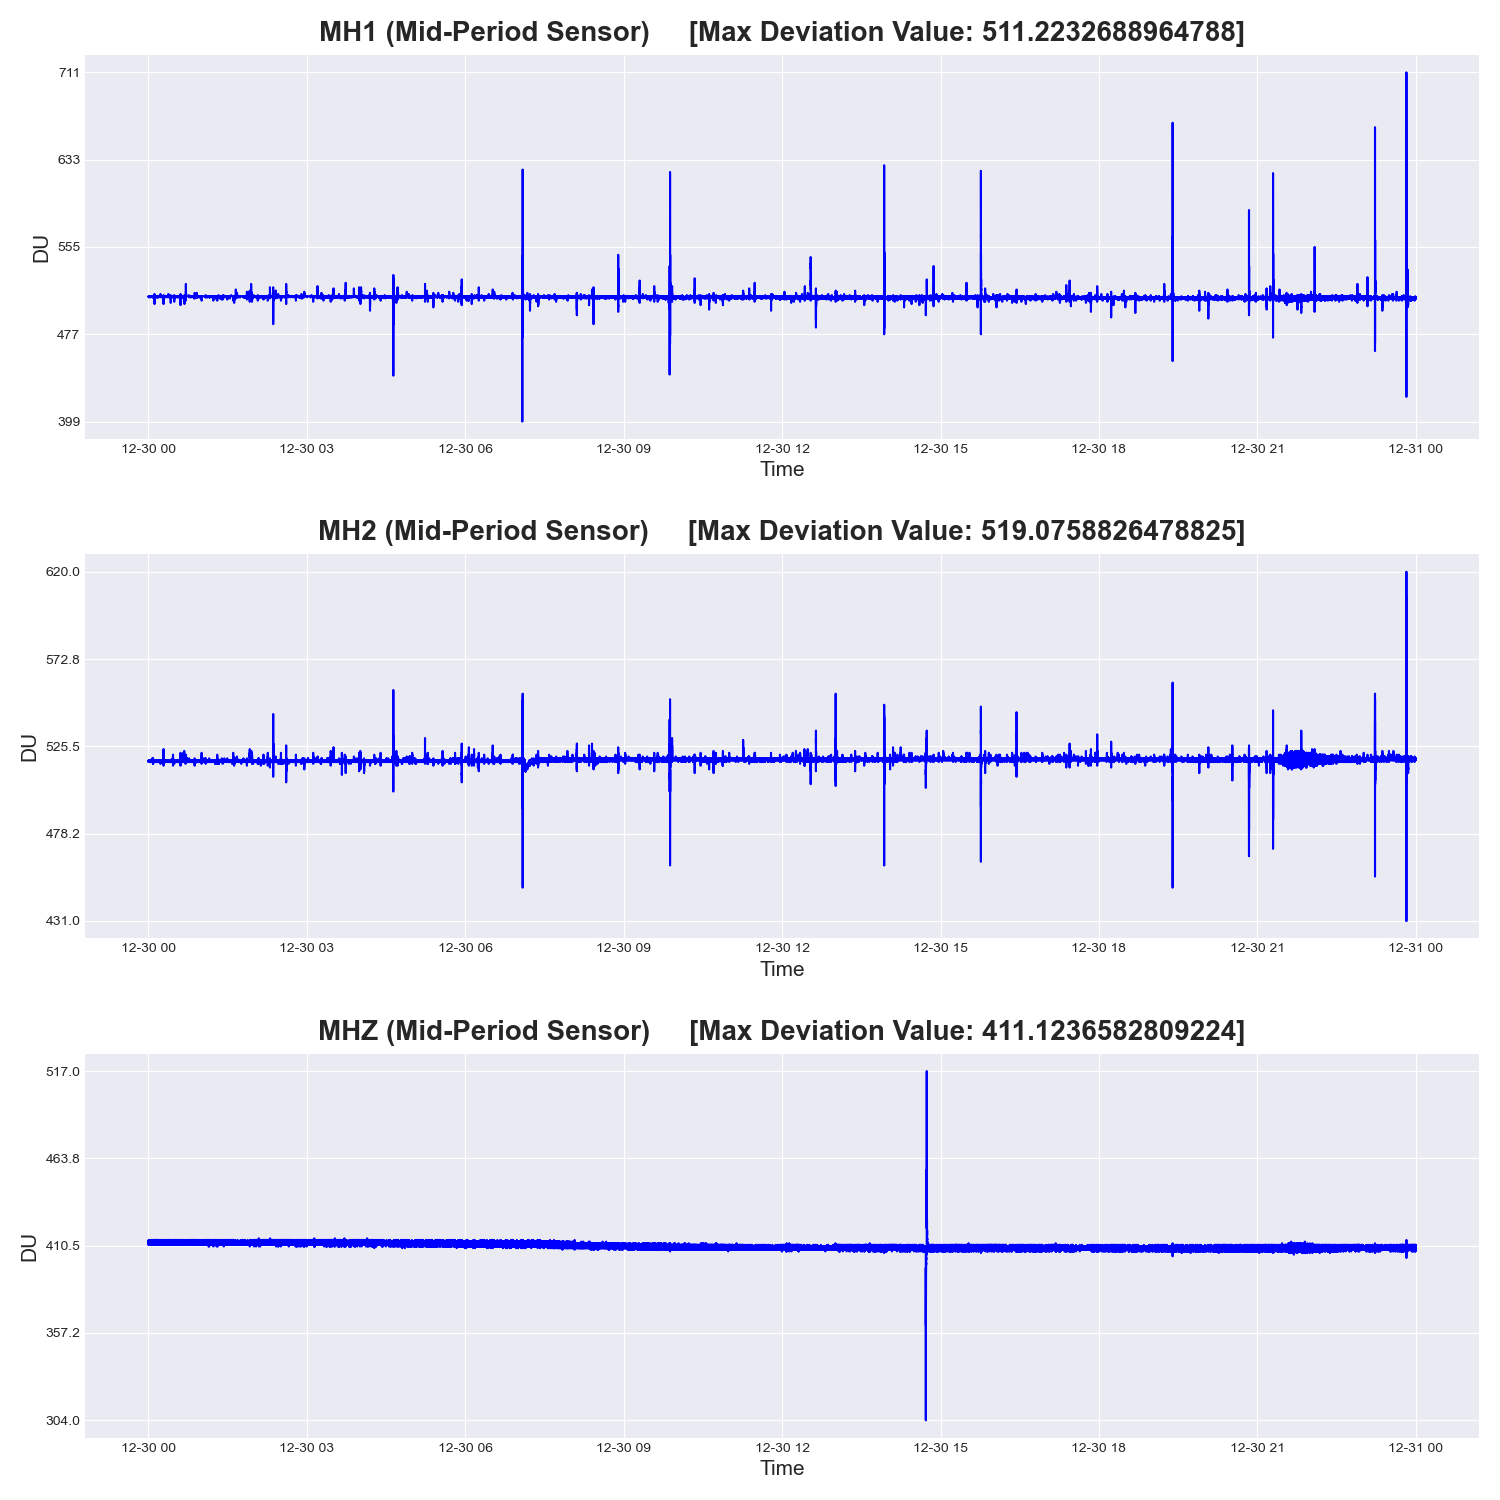 MH1 (Mid-Period Sensor) [Max Deviation Value: 511.2232688964788]
711
633
555
477
399
DU
12-30 00 12-30 03 12-30 06 12-30 09 12-30 12 12-30 15 12-30 18 12-30 21 12-31 00
Time
MH2 (Mid-Period Sensor) [Max Deviation Value: 519.0758826478825]
620.0
572.8
525.5
478.2
431.0
DU
12-30 00 12-30 03 12-30 06 12-30 09 12-30 12 12-30 15 12-30 18 12-30 21 12-31 00
Time
MHZ (Mid-Period Sensor) [Max Deviation Value: 411.1236582809224]
517.0
463.8
410.5
357.2
304.0
DU
12-30 00 12-30 03 12-30 06 12-30 09 12-30 12 12-30 15 12-30 18 12-30 21 12-31 00
Time